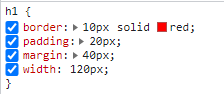 h1 {
border: 10px solid red;
padding: 20px;
margin: 40px;
width: 120px;
}